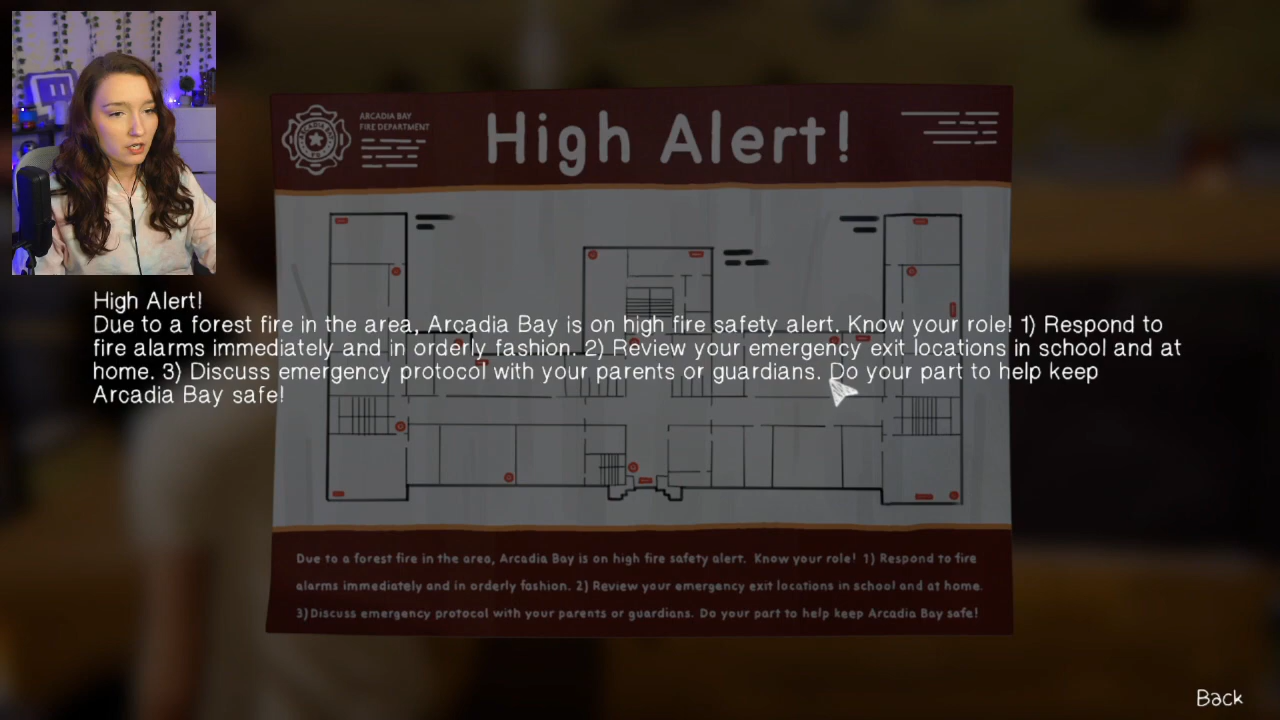 ARCADIA BAY
FIRE DEPARTMENT
High Alert!
High Alert!
Due to a forest fire in the area, Arcadia Bay is on high fire safety alert. Know your role! 1) Respond to
fire alarms immediately and in orderly fashion. 2) Review your emergency exit locations in school and at
home. 3) Discuss emergency protocol with your parents or guardians. Do your part to help keep
Arcadia Bay safe!
Due to a forest fire in the area, Arcadia Bay is on high fire safety alert. Know your role! 1) Respond to fire
alarms immediately and in orderly fashion. 2) Review your emergency exit locations in school and at home.
3)Discuss emergency protocol with your parents or guardians. Do your part to help keep Arcadia Bay safe!
Back